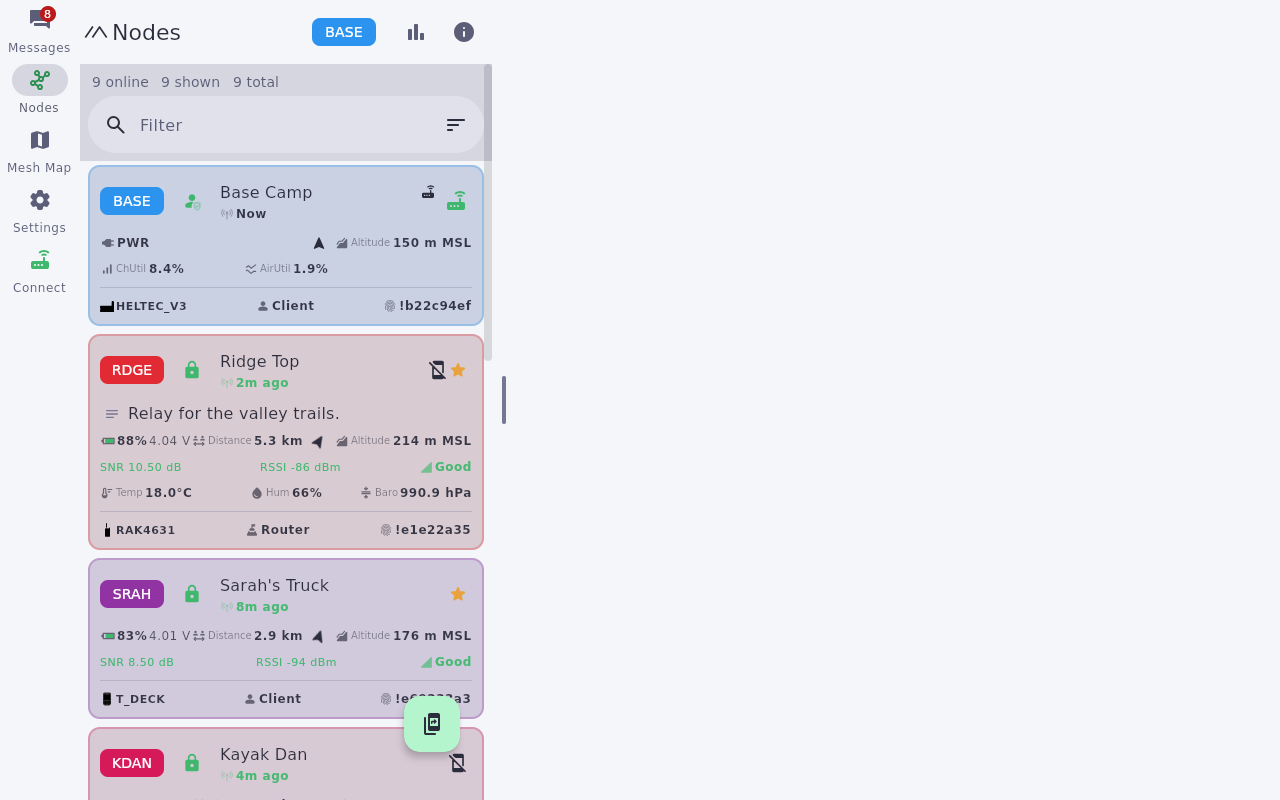 8
Messages
Nodes
Mesh Map
Settings
Connect
Nodes
BASE
9 online 9 shown 9 total
Filter
BASE
Base Camp
Now
PWR
Altitude 150 m MSL
ChUtil 8.4%
AirUtil 1.9%
HELTEC_V3
Client
!b22c94ef
RDGE
Ridge Top
2m ago
Relay for the valley trails.
88% 4.04 V Distance 5.3 km Altitude 214 m MSL
SNR 10.50 dB RSSI -86 dBm Good
Temp 18.0°C Hum 66% Baro 990.9 hPa
RAK4631 Router !e1e22a35
SRAH
Sarah's Truck
8m ago
83% 4.01 V Distance 2.9 km Altitude 176 m MSL
SNR 8.50 dB RSSI -94 dBm Good
T_DECK Client
KDAN
Kayak Dan
4m ago